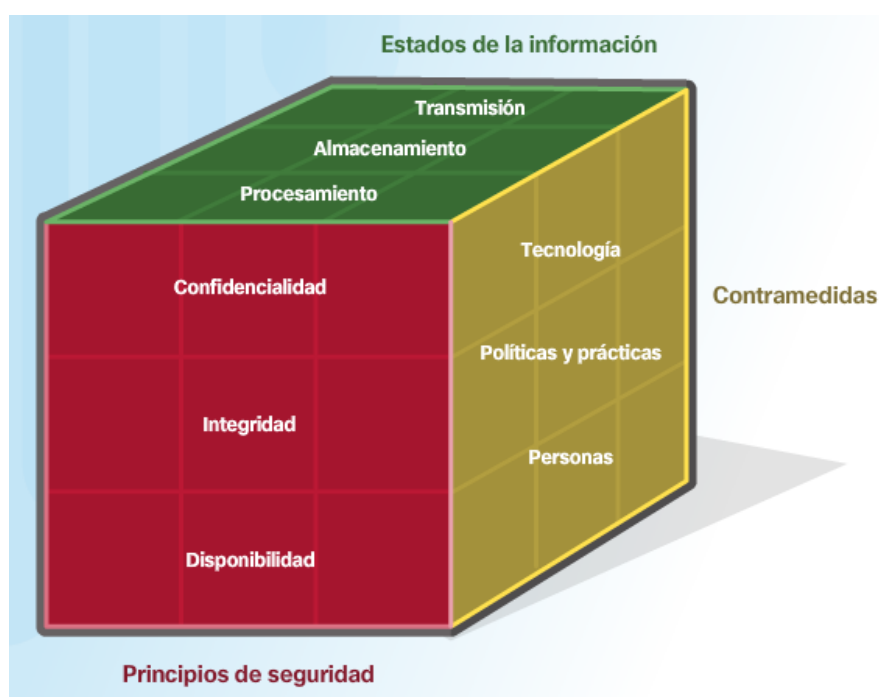 Estados de la información
Transmisión
Almacenamiento
Procesamiento
Confidencialidad
Integridad
Disponibilidad
Tecnología
Políticas y prácticas
Personas
Contramedidas
Principios de seguridad